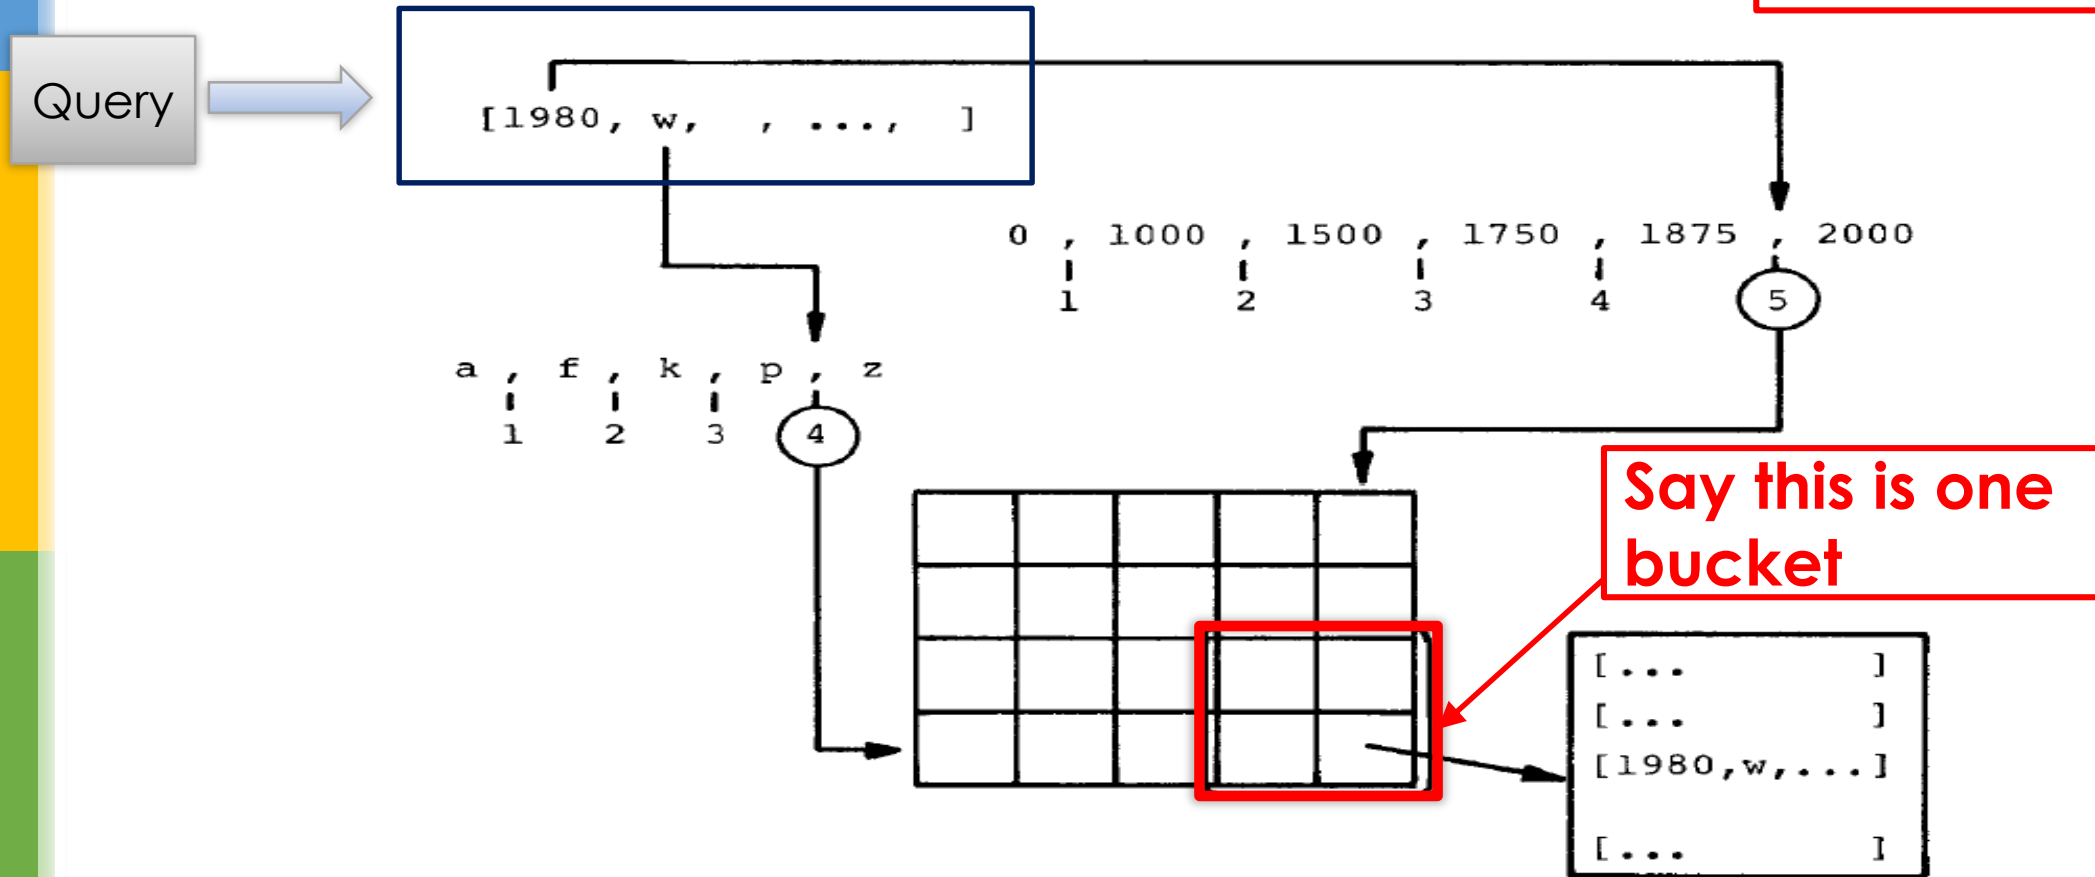 Query
[1980, w, , ..., ]
0 , 1000 , 1500 , 1750 , 1875 , 2000
1 2 3 4 5
a , f , k , p , z
1 2 3 4
Say this is one
bucket
[... ]
[... ]
[1980,w,...]
[... ]